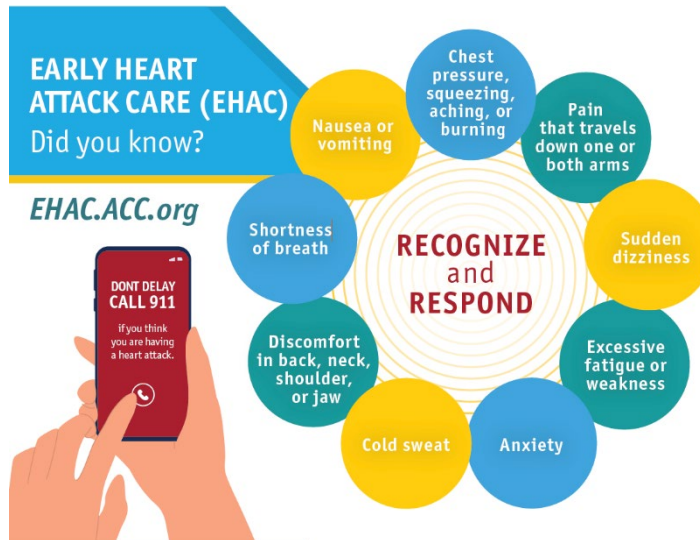 EARLY HEART
ATTACK CARE (EHAC)
Did you know?
EHAC.ACC.org
DONT DELAY
CALL 911
if you think
you are having
a heart attack.
RECOGNIZE
and
RESPOND
Chest
pressure,
squeezing,
aching, or
burning
Pain
that travels
down one or
both arms
Sudden
dizziness
Excessive
fatigue or
weakness
Anxiety
Cold sweat
Discomfort
in back, neck,
shoulder,
or jaw
Shortness
of breath
Nausea or
vomiting